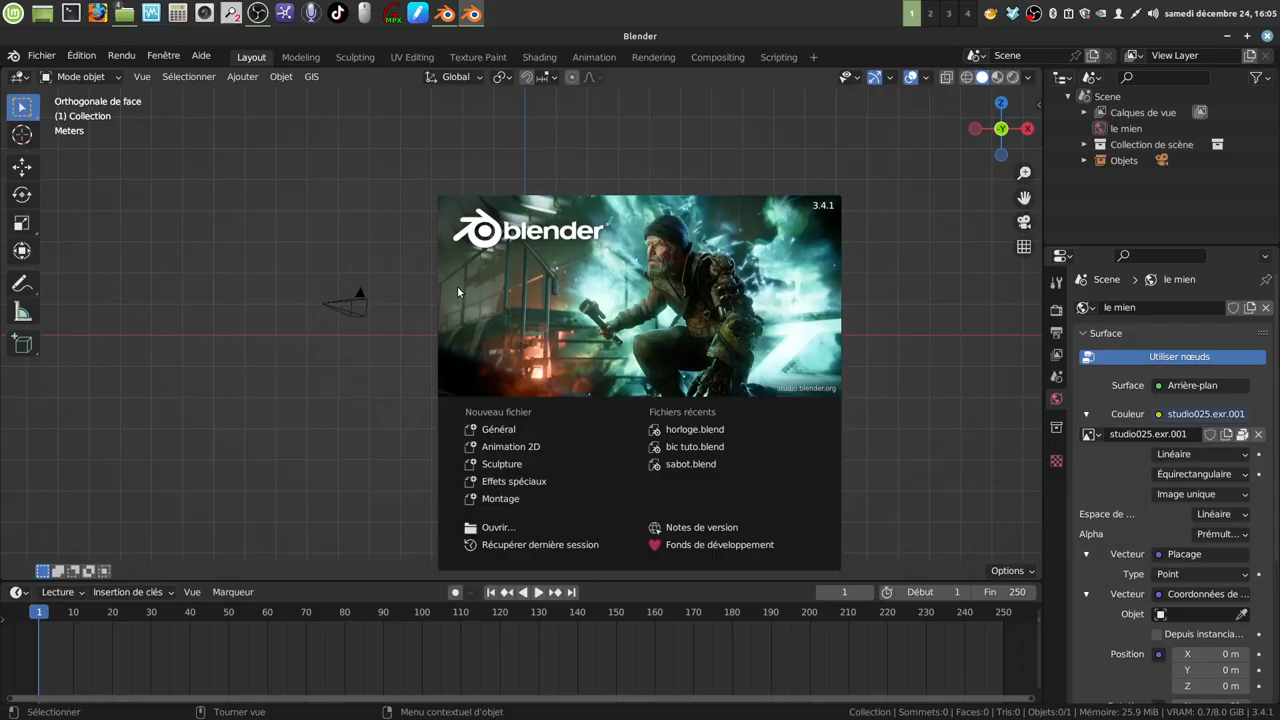 samedi décembre 24, 16:05
1 2 3 4
Blender
Fichier Édition Rendu Fenêtre Aide
Layout Modeling Sculpting UV Editing Texture Paint Shading Animation Rendering Compositing Scripting +
Scene
View Layer
Mode objet Vue Sélectionner Ajouter Objet GIS
Global
Orthogonale de face
(1) Collection
Meters
Z
-Y
X
Scene
Calques de vue
le mien
Collection de scène
Objets
3.4.1
blender
studio.blender.org
Nouveau fichier
Général
Animation 2D
Sculpture
Effets spéciaux
Montage
Ouvrir...
Récupérer dernière session
Fichiers récents
horloge.blend
bic tuto.blend
sabot.blend
Notes de version
Fonds de développement
Scene > le mien
le mien
Surface
Utiliser nœuds
Surface Arrière-plan
Couleur studio025.exr.001
studio025.exr.001
Linéaire
Équirectangulaire
Image unique
Espace de ... Linéaire
Alpha Prémult...
Vecteur Placage
Type Point
Vecteur Coordonnées de ...
Objet
Depuis instancia...
Position X 0 m
Y 0 m
Z 0 m
Options
Lecture Insertion de clés Vue Marqueur
1 Début 1 Fin 250
1 10 20 30 40 50 60 70 80 90 100 110 120 130 140 150 160 170 180 190 200 210 220 230 240 250
Sélectionner Tourner vue Menu contextuel d'objet
Collection | Sommets:0 | Faces:0 | Tris:0 | Objets:0/1 | Mémoire: 25.9 MiB | VRAM: 0.7/8.0 GiB | 3.4.1